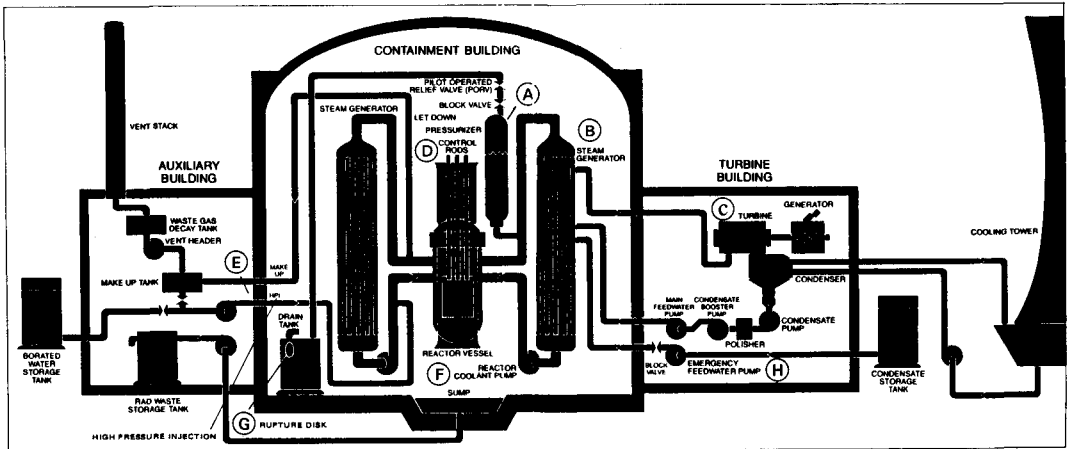 CONTAINMENT BUILDING
PILOT OPERATED
RELIEF VALVE (PORV)
A
BLOCK VALVE
STEAM GENERATOR
LET DOWN
PRESSURIZER
D
CONTROL
RODS
B
STEAM
GENERATOR
VENT STACK
AUXILIARY
BUILDING
TURBINE
BUILDING
WASTE GAS
DECAY TANK
VENT HEADER
MAKE UP TANK
E
MAKE
UP
HPI
C
TURBINE
GENERATOR
COOLING TOWER
CONDENSER
MAIN
FEEDWATER
PUMP
CONDENSATE
BOOSTER
PUMP
CONDENSATE
PUMP
POLISHER
DRAIN
TANK
BORATED
WATER
STORAGE
TANK
RAD WASTE
STORAGE TANK
REACTOR VESSEL
F
REACTOR
COOLANT PUMP
SUMP
BLOCK
VALVE
EMERGENCY
FEEDWATER PUMP
H
CONDENSATE
STORAGE
TANK
G
RUPTURE DISK
HIGH PRESSURE INJECTION